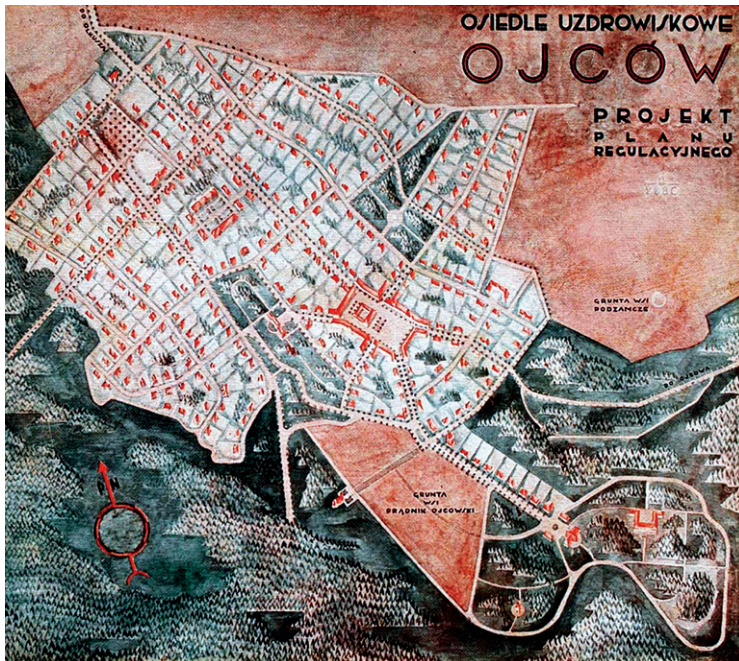 OSIEDLE UZDROWISKOWE
OJCÓW
PROJEKT
PLANU
REGULACYJNEGO
GRUNTA WSI
PODZAMCZE
GRUNTA
WSI
PRĄDNIK OJCOWSKI
N